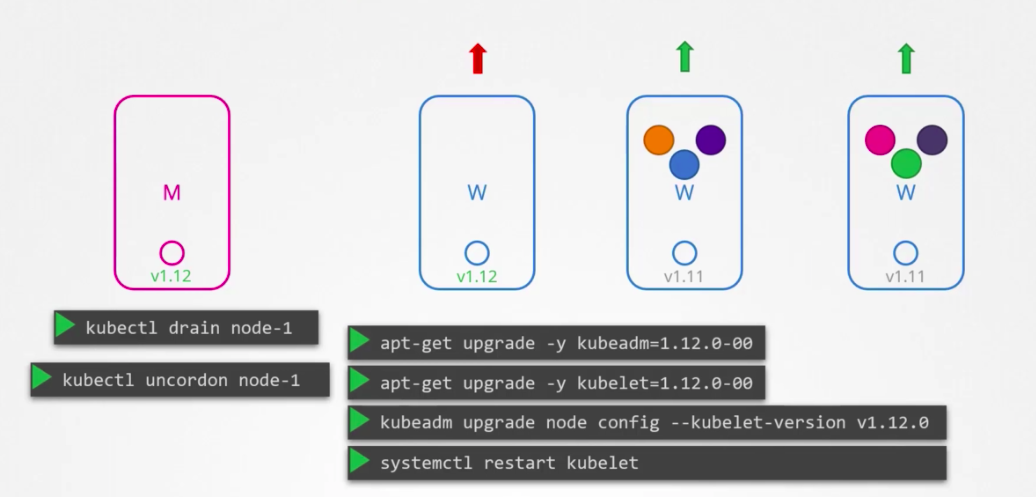 M
W
W
W
v1.12
v1.12
v1.11
v1.11
kubectl drain node-1
kubectl uncordon node-1
apt-get upgrade -y kubeadm=1.12.0-00
apt-get upgrade -y kubelet=1.12.0-00
kubeadm upgrade node config --kubelet-version v1.12.0
systemctl restart kubelet